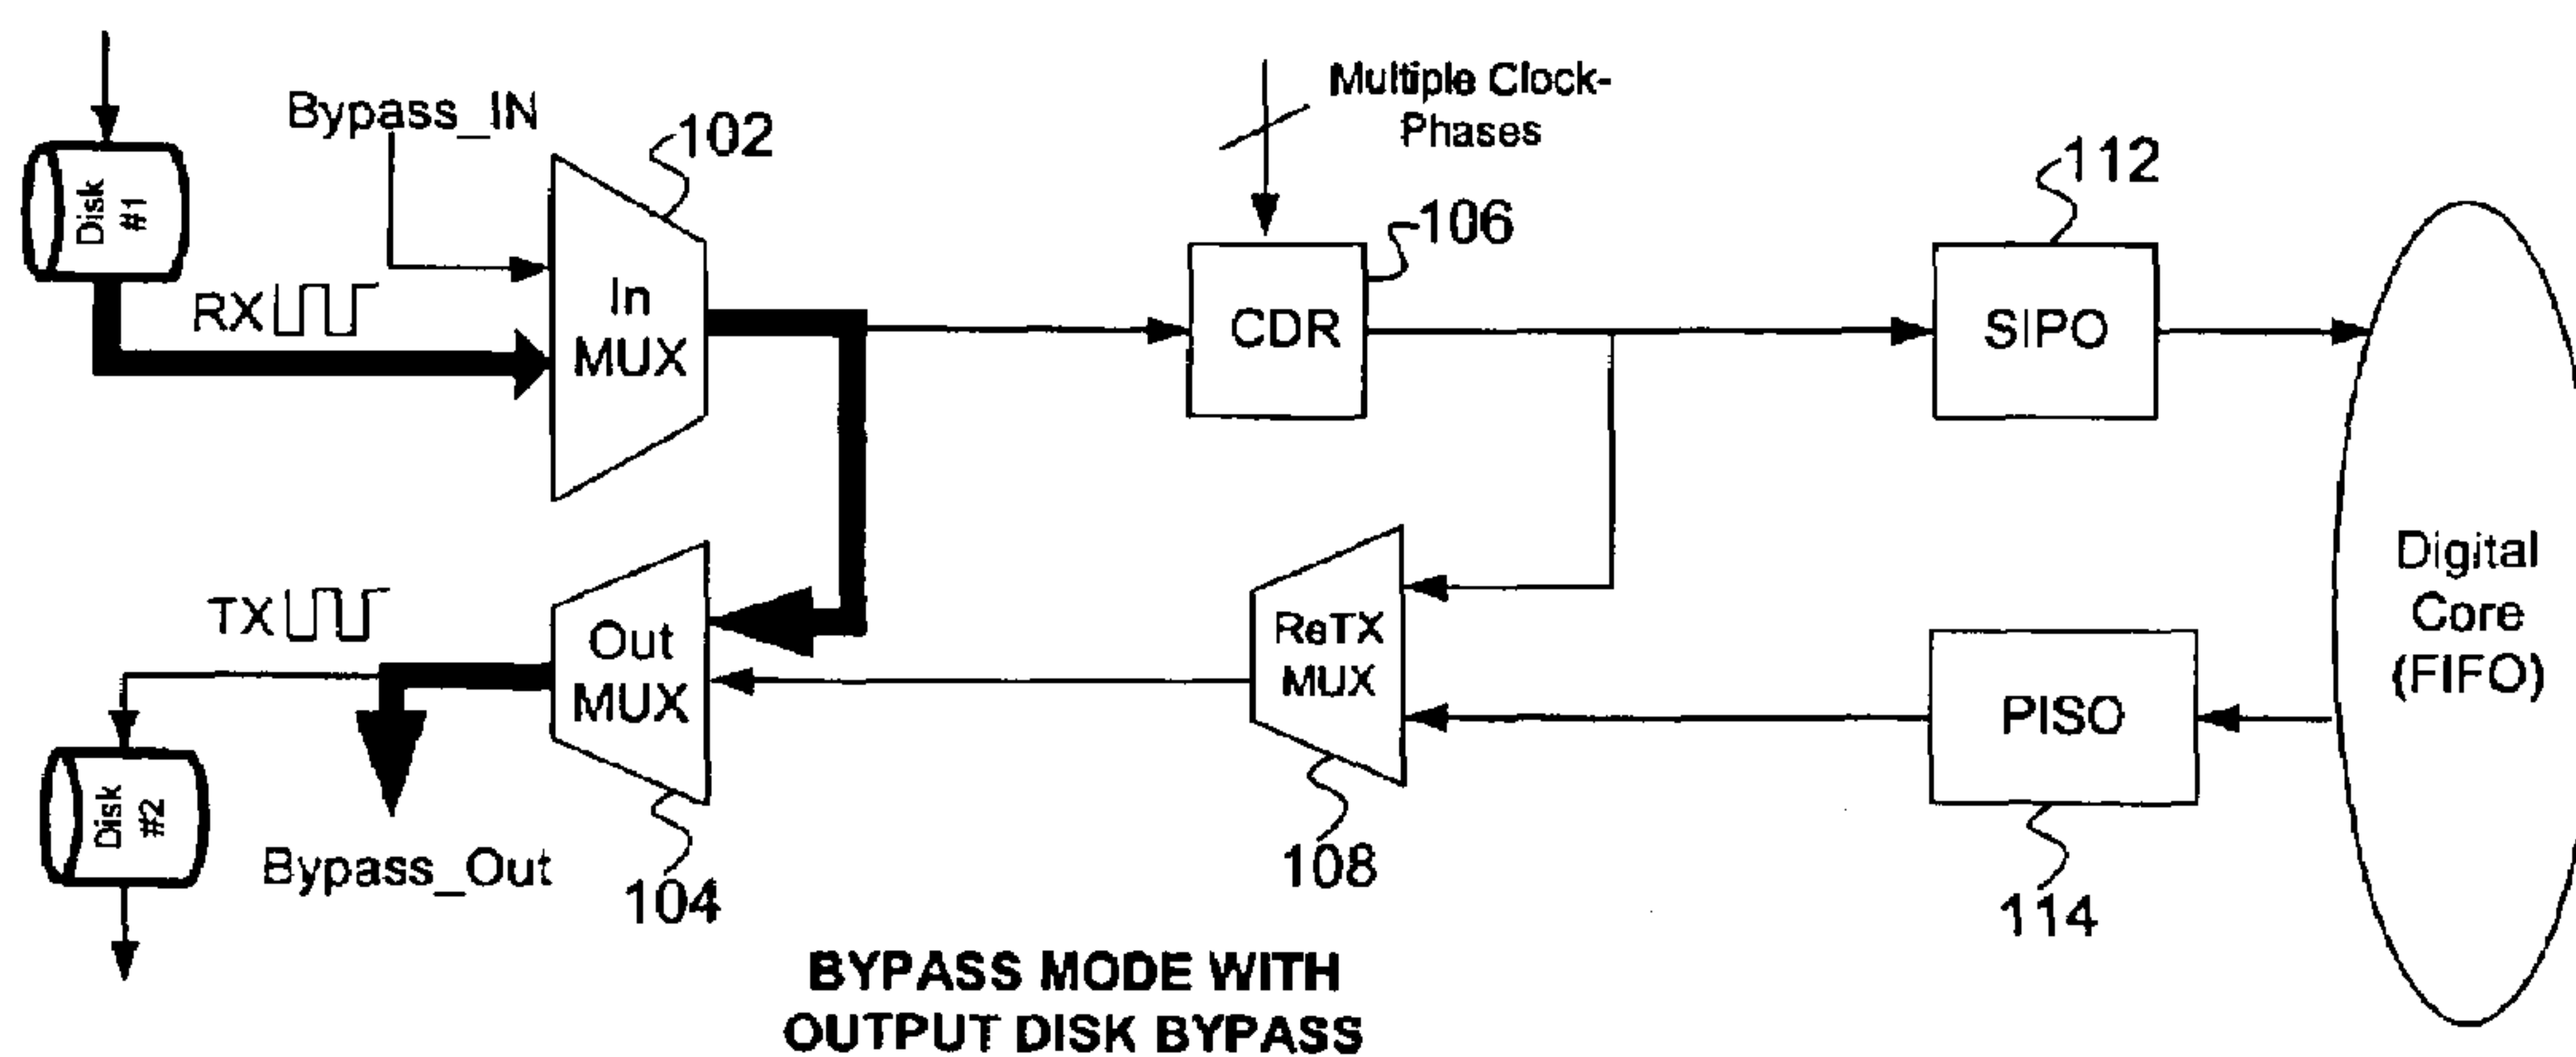 Bypass_IN
102
Multiple Clock-
Phases
112
Disk
#1
106
RX
In
MUX
CDR
SIPO
Digital
Core
(FIFO)
TX
Out
MUX
ReTX
MUX
PISO
Disk
#2
Bypass_Out
104
108
114
BYPASS MODE WITH
OUTPUT DISK BYPASS